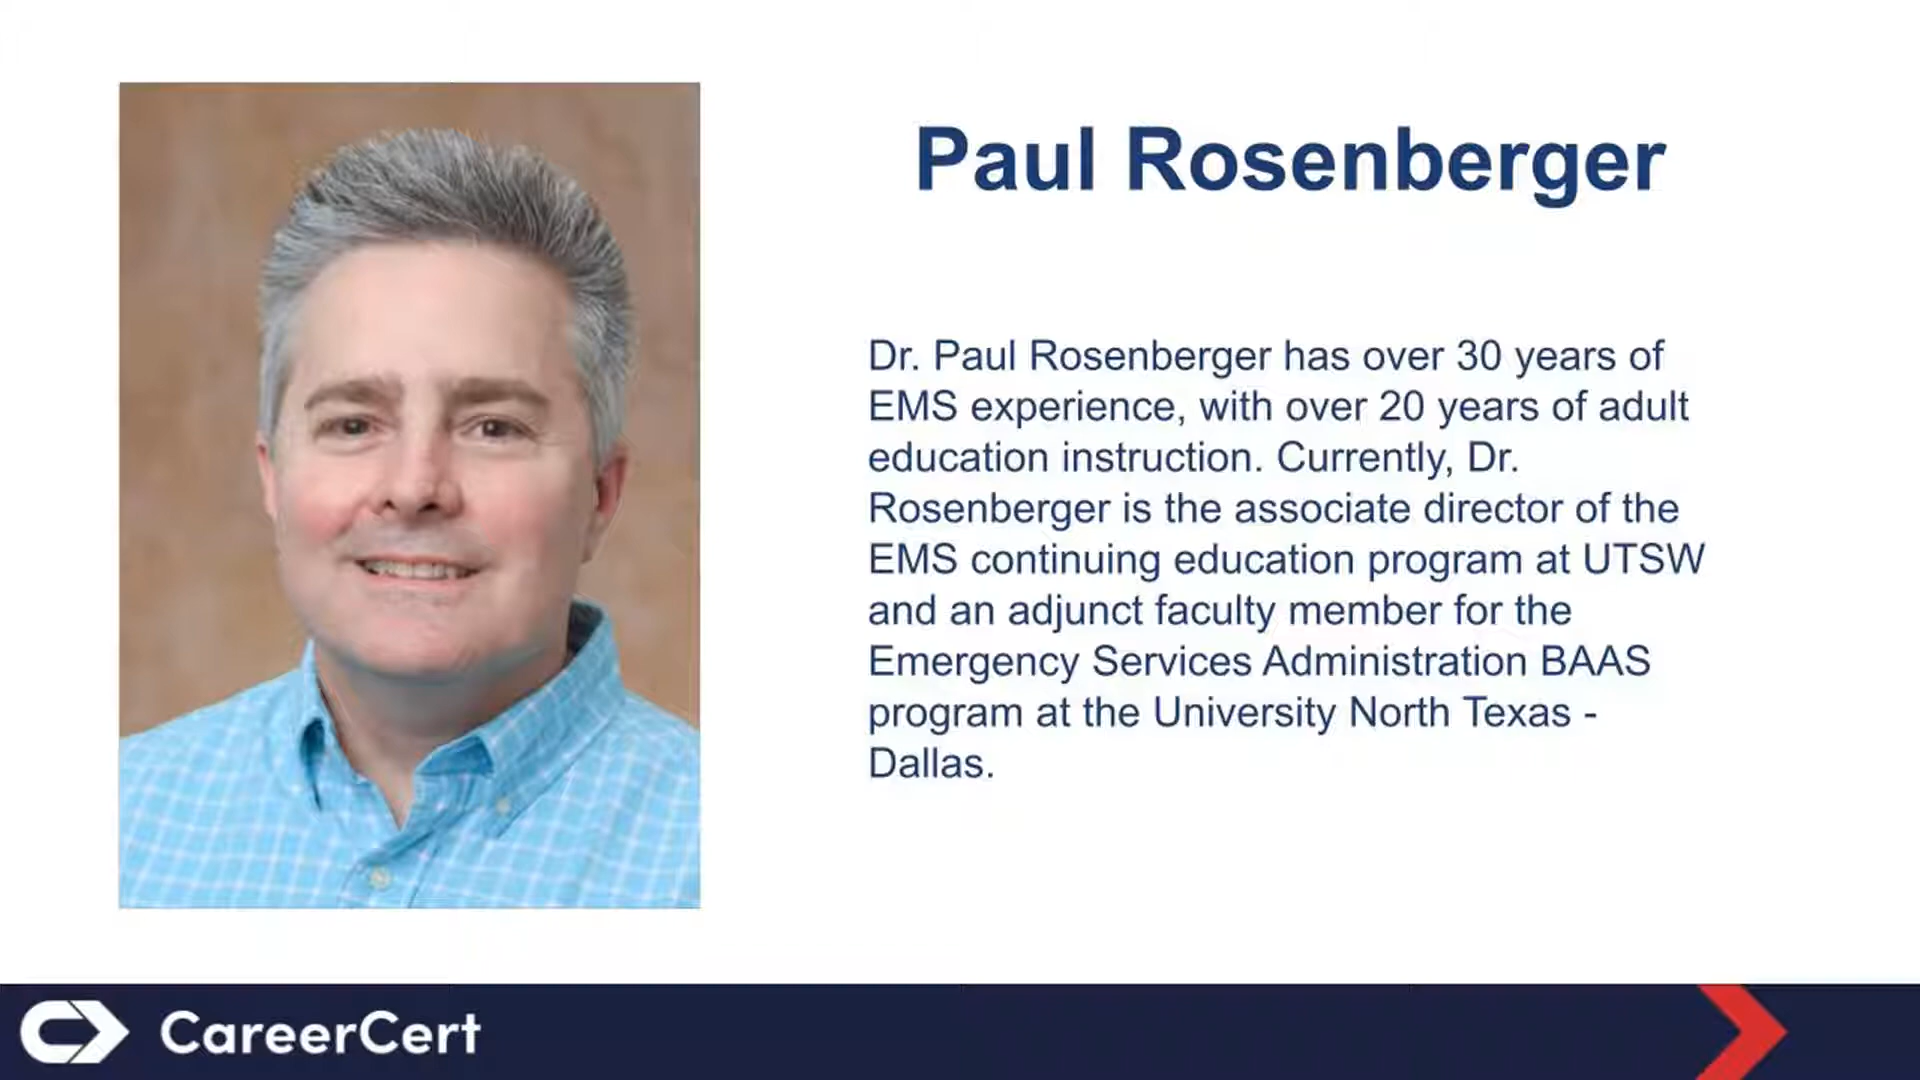 Paul Rosenberger
Dr. Paul Rosenberger has over 30 years of
EMS experience, with over 20 years of adult
education instruction. Currently, Dr.
Rosenberger is the associate director of the
EMS continuing education program at UTSW
and an adjunct faculty member for the
Emergency Services Administration BAAS
program at the University North Texas -
Dallas.
CareerCert